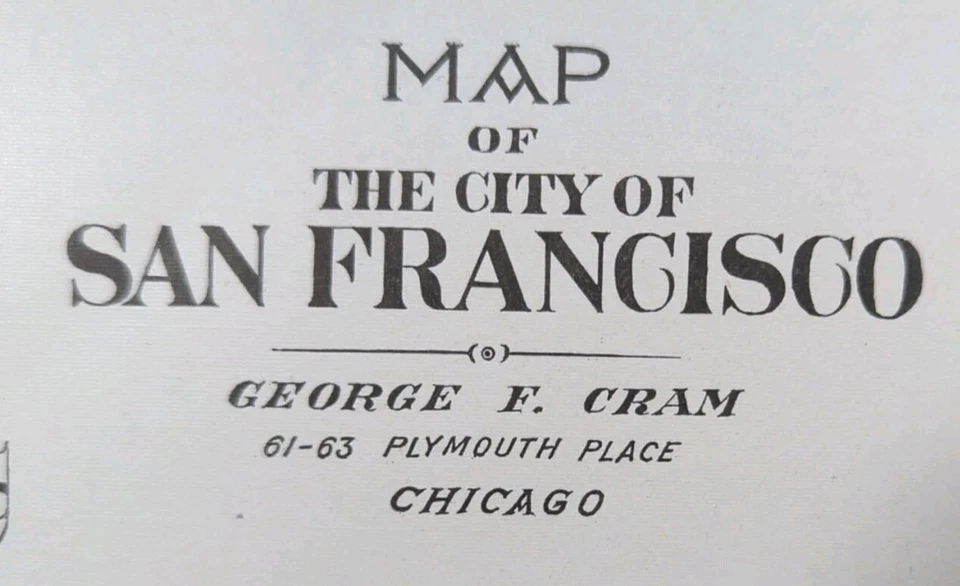 MAP
OF
THE CITY OF
SAN FRANCISCO
GEORGE F. CRAM
61-63 PLYMOUTH PLACE
CHICAGO